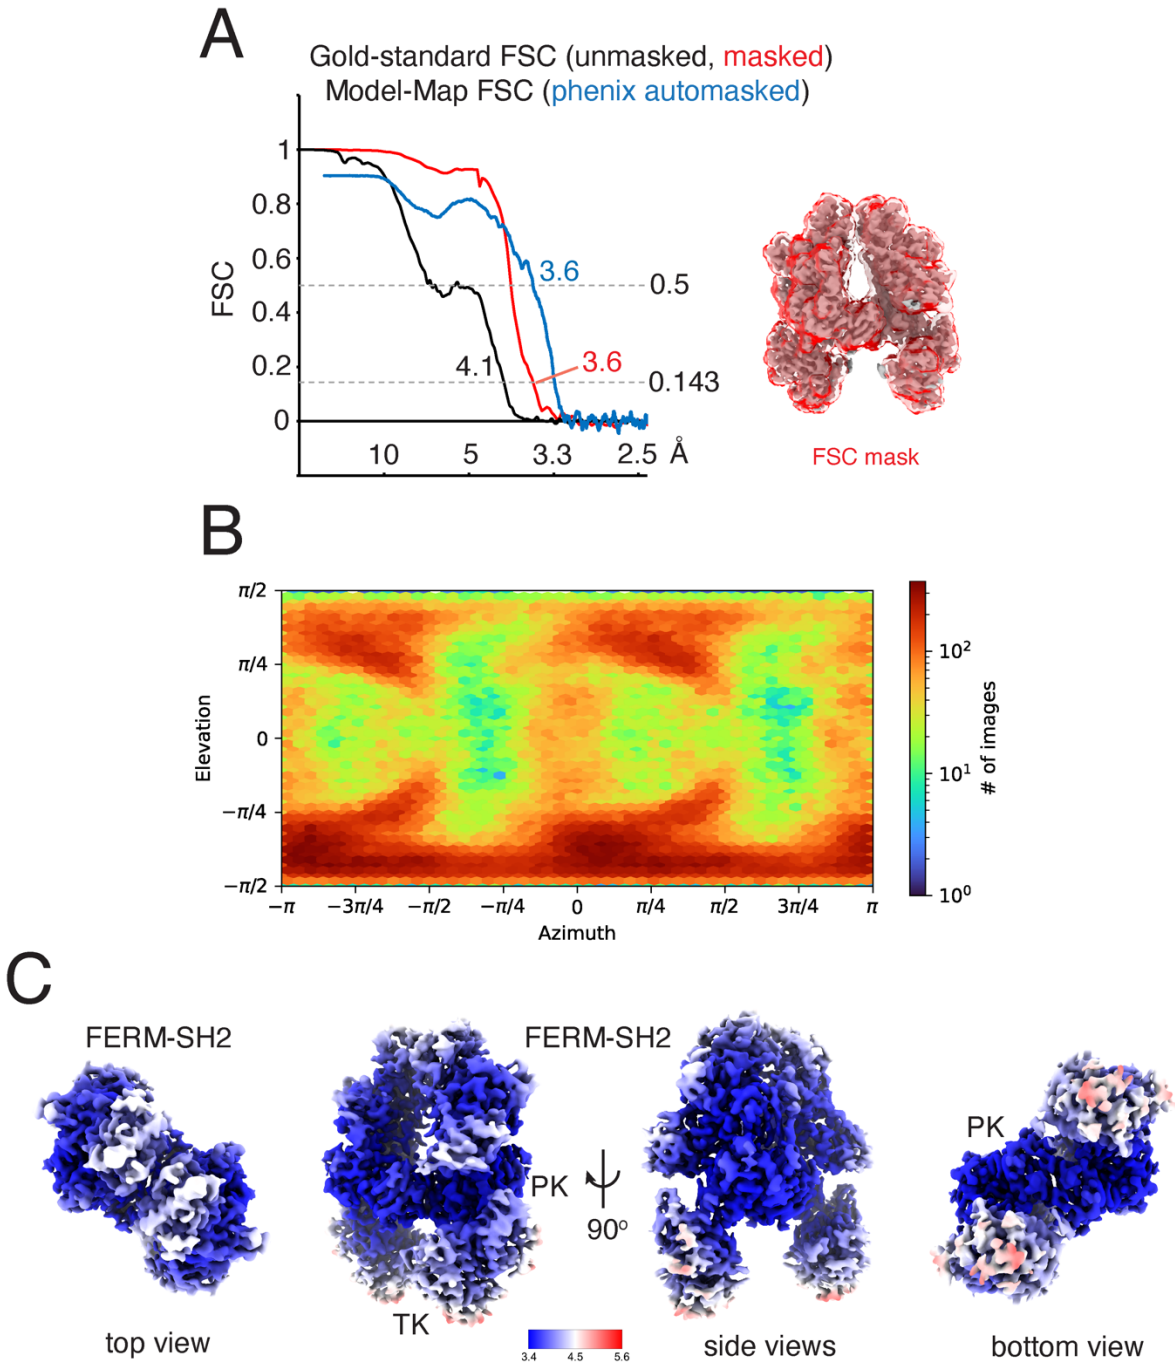 A
Gold-standard FSC (unmasked, masked)
Model-Map FSC (phenix automasked)
1
0.8
0.6
0.4
0.2
0
FSC
3.6
0.5
4.1
3.6
0.143
10 5 3.3 2.5 Å
FSC mask
B
π/2
π/4
0
−π/4
−π/2
Elevation
−π −3π/4 −π/2 −π/4 0 π/4 π/2 3π/4 π
Azimuth
10²
10¹
10⁰
# of images
C
FERM-SH2
FERM-SH2
PK
90°
PK
TK
3.4 4.5 5.6
top view
side views
bottom view